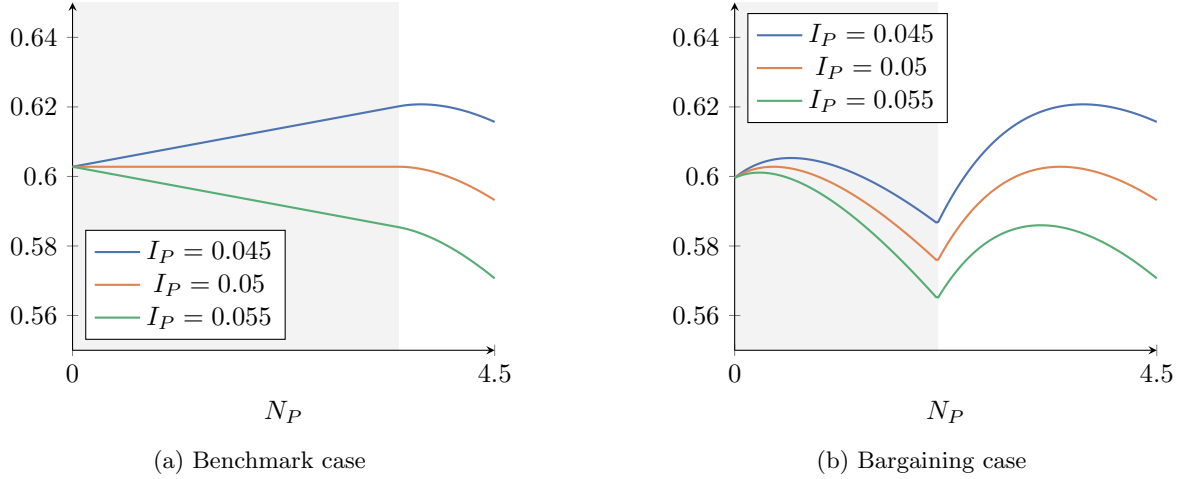 0.64
0.62
0.6
0.58
0.56
I_P = 0.045
I_P = 0.05
I_P = 0.055
0
4.5
N_P
(a) Benchmark case
0.64
0.62
0.6
0.58
0.56
I_P = 0.045
I_P = 0.05
I_P = 0.055
0
4.5
N_P
(b) Bargaining case